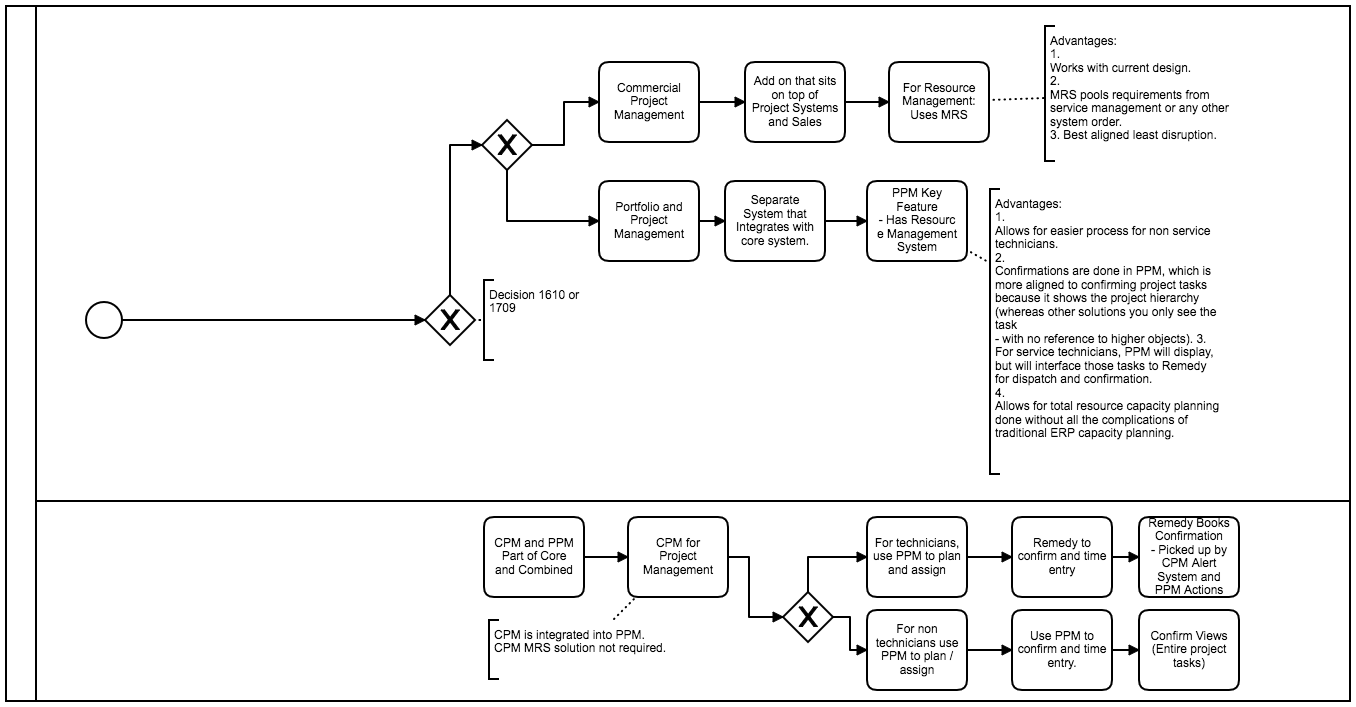 Commercial
Project
Management
Add on that sits
on top of
Project Systems
and Sales
For Resource
Management:
Uses MRS
Advantages:
1.
Works with current design.
2.
MRS pools requirements from
service management or any other
system order.
3. Best aligned least disruption.
X
Portfolio and
Project
Management
Separate
System that
Integrates with
core system.
PPM Key
Feature
- Has Resourc
e Management
System
Advantages:
1.
Allows for easier process for non service
technicians.
2.
Confirmations are done in PPM, which is
more aligned to confirming project tasks
because it shows the project hierarchy
(whereas other solutions you only see the
task
- with no reference to higher objects). 3.
For service technicians, PPM will display,
but will interface those tasks to Remedy
for dispatch and confirmation.
4.
Allows for total resource capacity planning
done without all the complications of
traditional ERP capacity planning.
X
Decision 1610 or
1709
CPM and PPM
Part of Core
and Combined
CPM for
Project
Management
CPM is integrated into PPM.
CPM MRS solution not required.
X
For technicians,
use PPM to plan
and assign
Remedy to
confirm and time
entry
Remedy Books
Confirmation
- Picked up by
CPM Alert
System and
PPM Actions
For non
technicians use
PPM to plan /
assign
Use PPM to
confirm and time
entry.
Confirm Views
(Entire project
tasks)